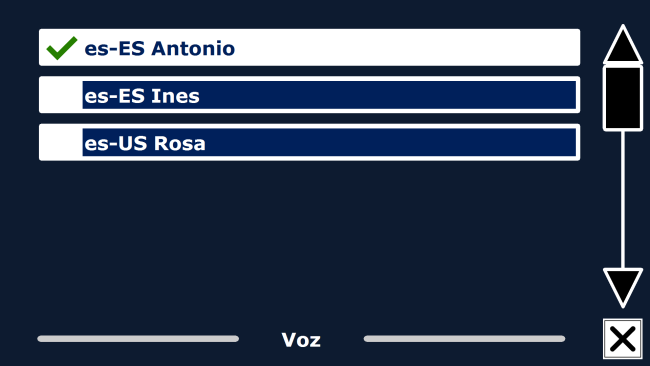 es-ES Antonio
es-ES Ines
es-US Rosa
Voz